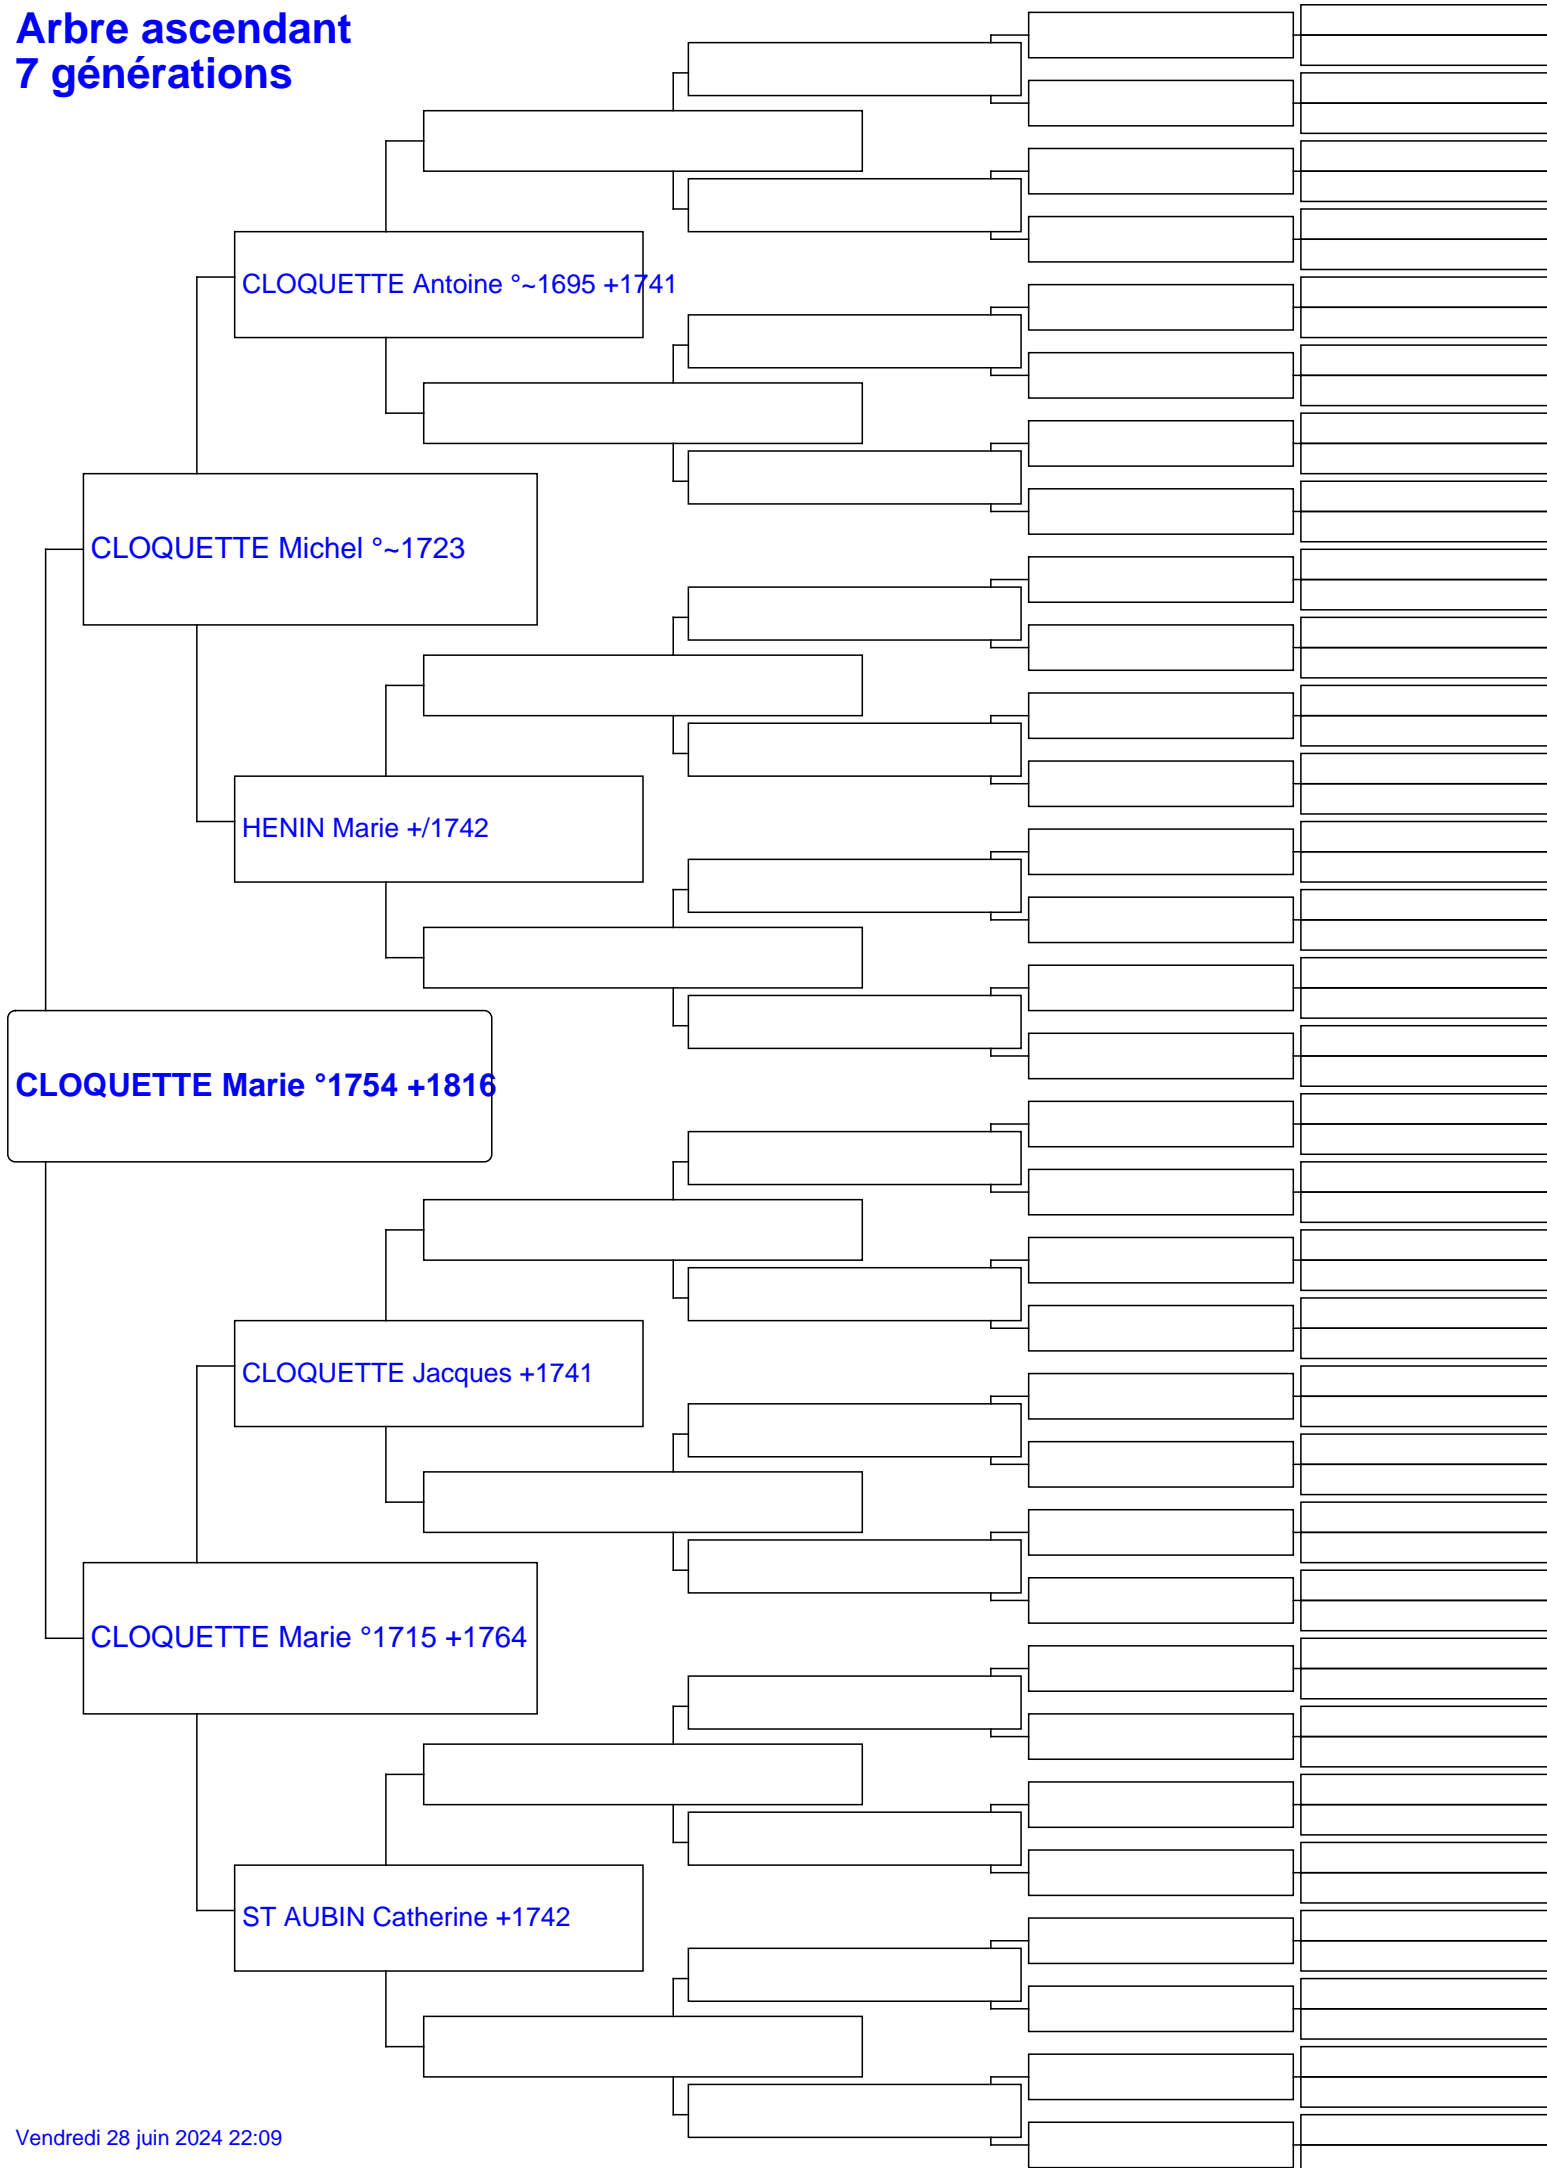 Arbre ascendant
7 générations
CLOQUETTE Antoine °~1695 +1741
CLOQUETTE Michel °~1723
HENIN Marie +/1742
CLOQUETTE Marie °1754 +1816
CLOQUETTE Jacques +1741
CLOQUETTE Marie °1715 +1764
ST AUBIN Catherine +1742
Vendredi 28 juin 2024 22:09